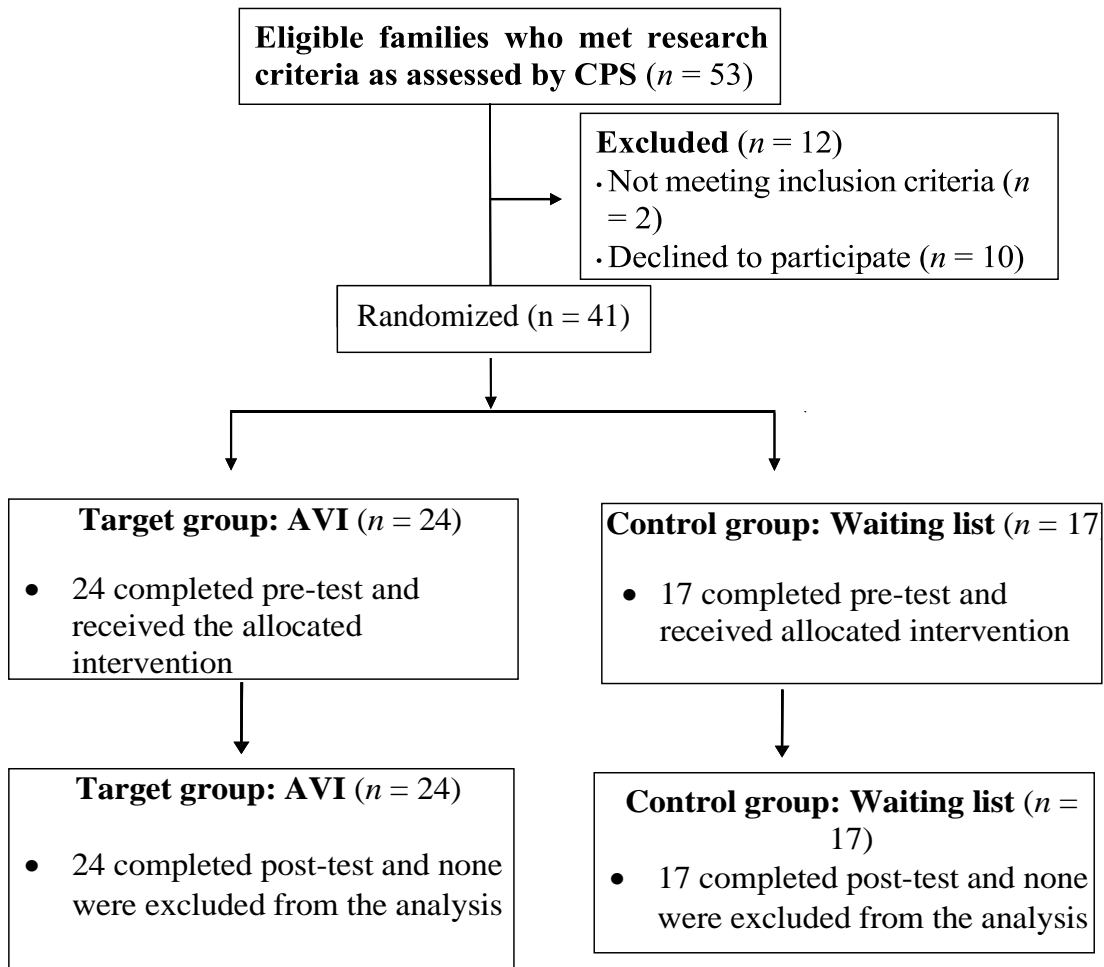 Eligible families who met research
criteria as assessed by CPS (n = 53)
Excluded (n = 12)
· Not meeting inclusion criteria (n
= 2)
· Declined to participate (n = 10)
Randomized (n = 41)
Target group: AVI (n = 24)
• 24 completed pre-test and
received the allocated
intervention
Control group: Waiting list (n = 17
• 17 completed pre-test and
received allocated intervention
Target group: AVI (n = 24)
• 24 completed post-test and none
were excluded from the analysis
Control group: Waiting list (n =
17)
• 17 completed post-test and none
were excluded from the analysis